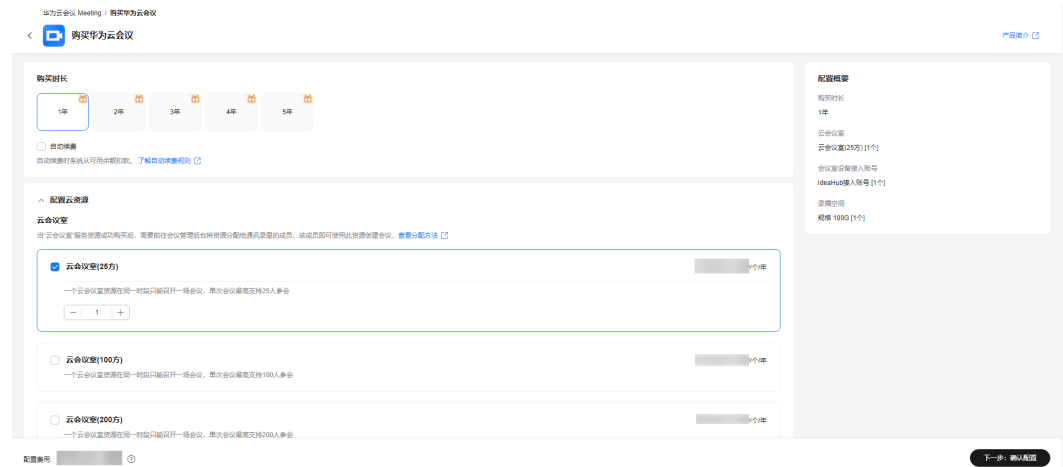 华为云会议 Meeting / 购买华为云会议
购买华为云会议
产品简介
购买时长
1年
2年
3年
4年
5年
自动续费
自动续费时系统从可用余额扣款。 了解自动续费规则
配置云资源
云会议室
当“云会议室”服务资源成功购买后，需要前往会议管理后台将资源分配给通讯录里的成员，该成员即可使用此资源创建会议。查看分配方法
云会议室(25方)
/个/年
一个云会议室资源在同一时段只能召开一场会议，单次会议最高支持25人参会
1
云会议室(100方)
/个/年
一个云会议室资源在同一时段只能召开一场会议，单次会议最高支持100人参会
云会议室(200方)
/个/年
一个云会议室资源在同一时段只能召开一场会议，单次会议最高支持200人参会
配置概要
购买时长
1年
云会议室
云会议室(25方) [1个]
会议室设备接入账号
IdeaHub接入账号 [1个]
录播空间
规格 100G [1个]
配置费用:
下一步：确认配置